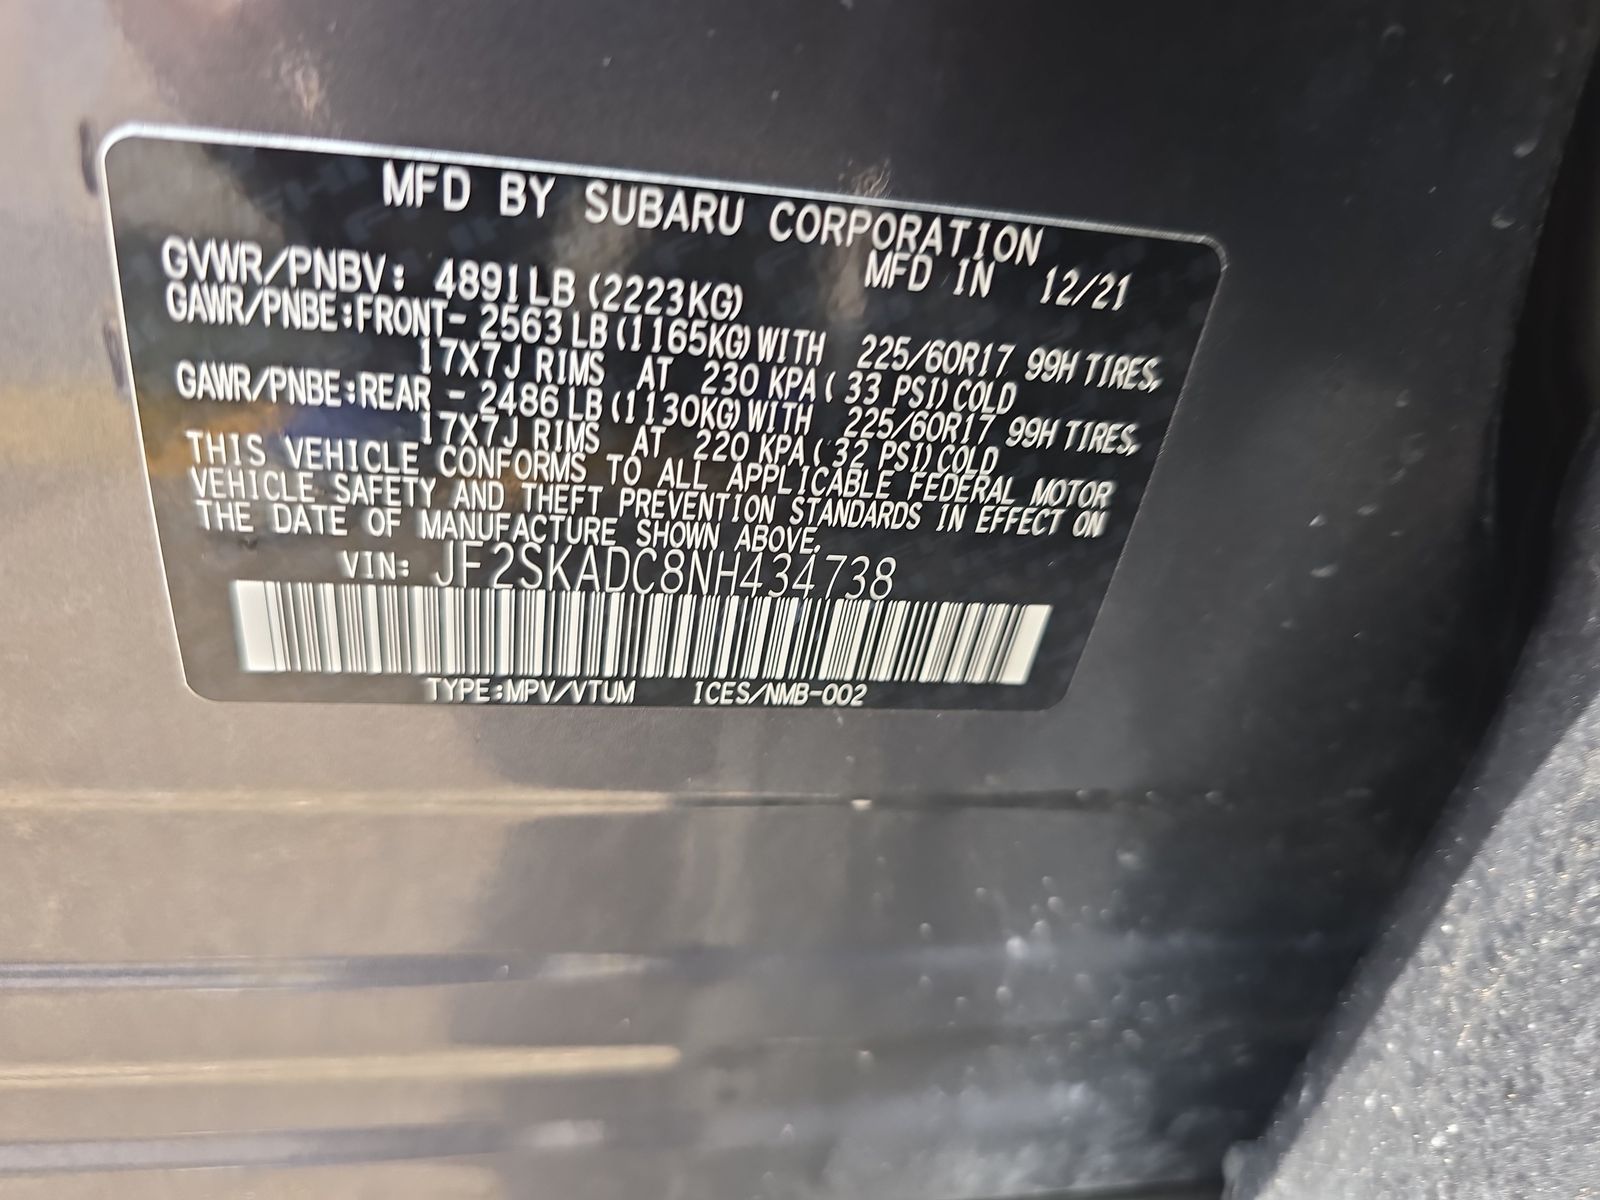 MFD BY SUBARU CORPORATION
GVWR/PNBV: 4891LB (2223KG) MFD IN 12/21
GAWR/PNBE:FRONT- 2563LB(1165KG)WITH 225/60R17 99H TIRES,
17X7J RIMS AT 230 KPA( 33 PSI)COLD
GAWR/PNBE:REAR - 2486LB(1130KG)WITH 225/60R17 99H TIRES,
17X7J RIMS AT 220 KPA( 32 PSI)COLD
THIS VEHICLE CONFORMS TO ALL APPLICABLE FEDERAL MOTOR
VEHICLE SAFETY AND THEFT PREVENTION STANDARDS IN EFFECT ON
THE DATE OF MANUFACTURE SHOWN ABOVE.
VIN: JF2SKADC8NH434738
TYPE:MPV/VTUM ICES/NMB-002